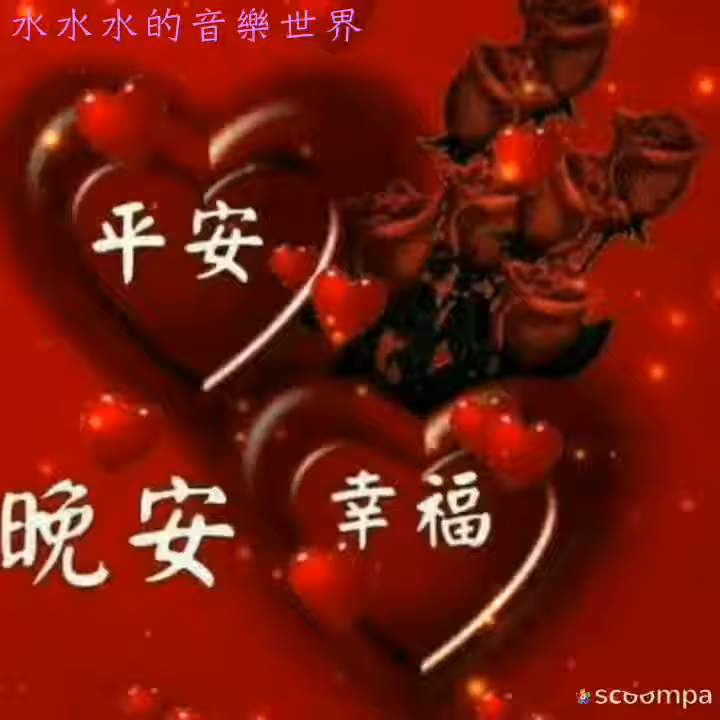 水水水的音樂世界
平安
幸福
晚安
scoompa